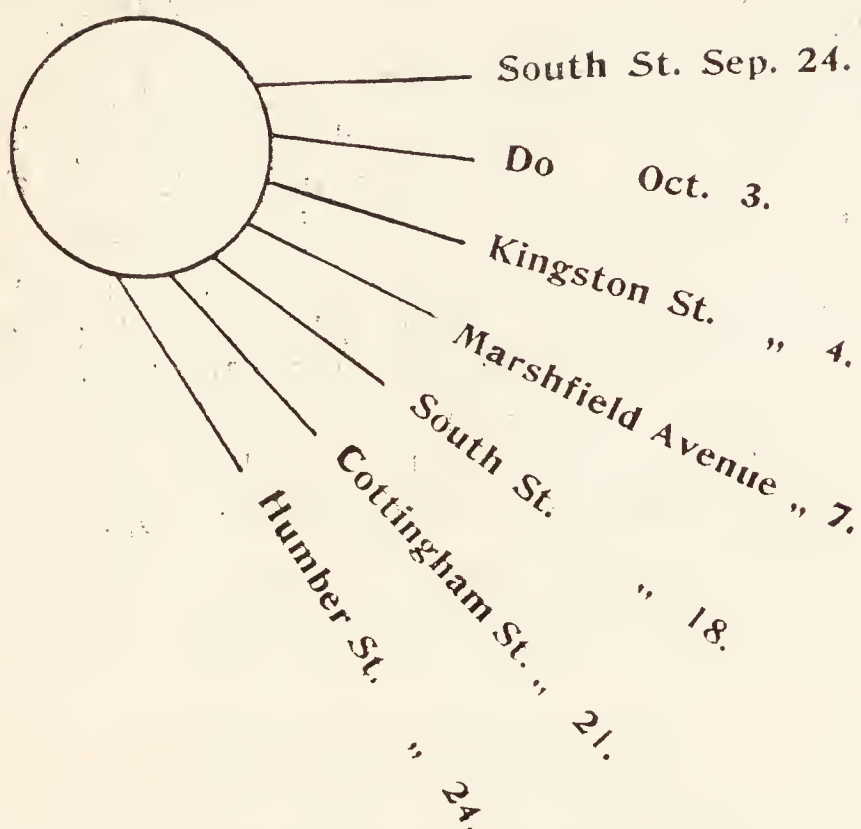 South St. Sep. 24.
Do Oct. 3.
Kingston St. „ 4.
Marshfield Avenue „ 7.
South St. „ 18.
Cottingham St. „ 21.
Humber St. „ 24.